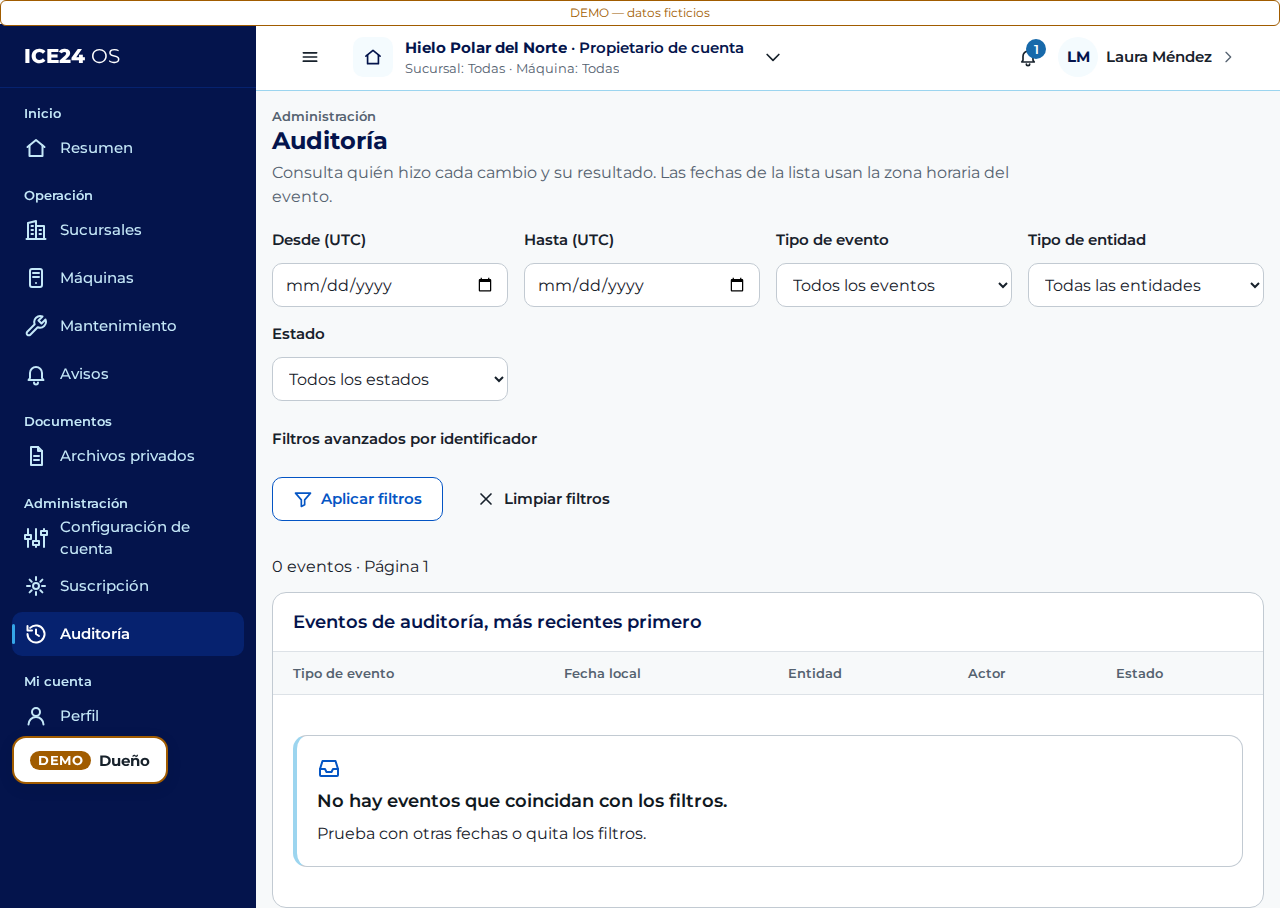 DEMO — datos ficticios
ICE24 OS
Hielo Polar del Norte · Propietario de cuenta
Sucursal: Todas · Máquina: Todas
1
LM
Laura Méndez
Inicio
Resumen
Operación
Sucursales
Máquinas
Mantenimiento
Avisos
Documentos
Archivos privados
Administración
Configuración de
cuenta
Suscripción
Auditoría
Mi cuenta
Perfil
DEMO Dueño
Administración
Auditoría
Consulta quién hizo cada cambio y su resultado. Las fechas de la lista usan la zona horaria del
evento.
Desde (UTC)
Hasta (UTC)
Tipo de evento
Tipo de entidad
mm/dd/yyyy
mm/dd/yyyy
Todos los eventos
Todas las entidades
Estado
Todos los estados
Filtros avanzados por identificador
Aplicar filtros
Limpiar filtros
0 eventos · Página 1
Eventos de auditoría, más recientes primero
Tipo de evento
Fecha local
Entidad
Actor
Estado
No hay eventos que coincidan con los filtros.
Prueba con otras fechas o quita los filtros.